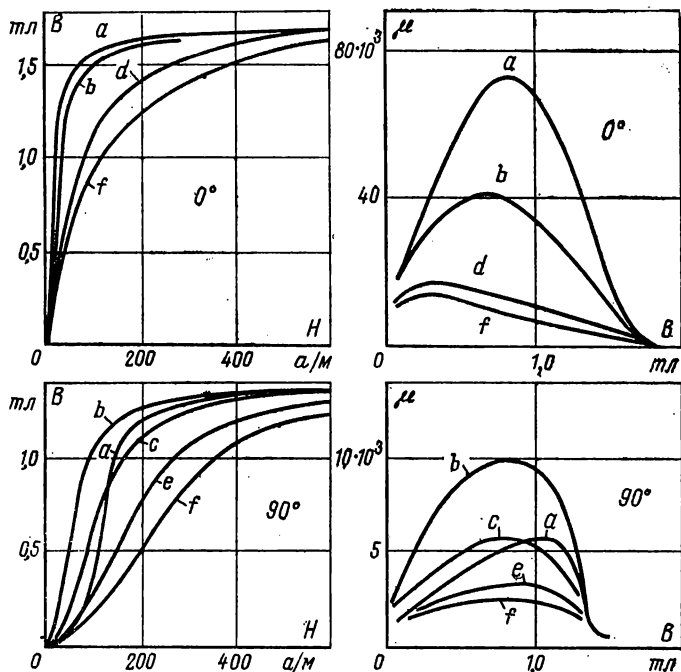 тл B a
1,5 b d
1,0 f
0° 
0,5
H
0 200 400 а/м
μ
80·10³ a
0°
b
40
d
f
B
0 1,0 тл
тл B b
1,0 a c
e
f
90°
0,5
H
0 200 400 а/м
μ
10·10³ b
90°
c a
5
e
f
B
0 1,0 тл